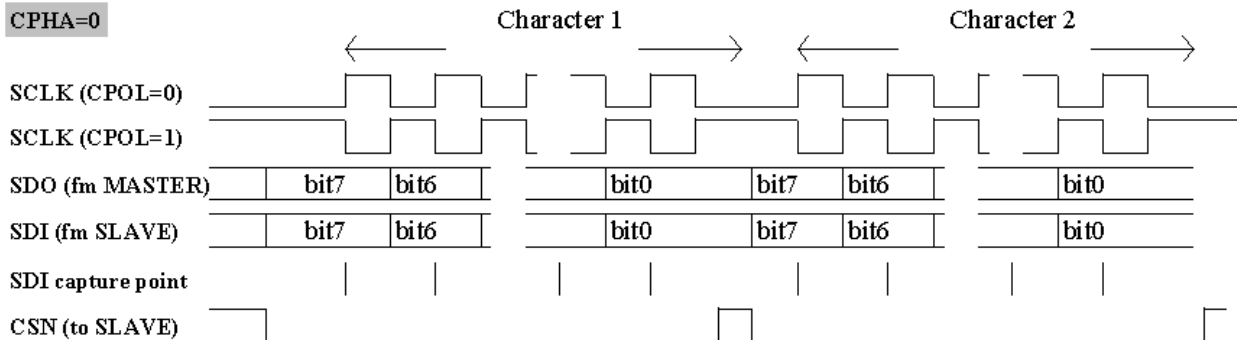 CPHA=0 Character 1 Character 2
SCLK (CPOL=0)
SCLK (CPOL=1)
SDO (fm MASTER) bit7 bit6 bit0 bit7 bit6 bit0
SDI (fm SLAVE) bit7 bit6 bit0 bit7 bit6 bit0
SDI capture point
CSN (to SLAVE)